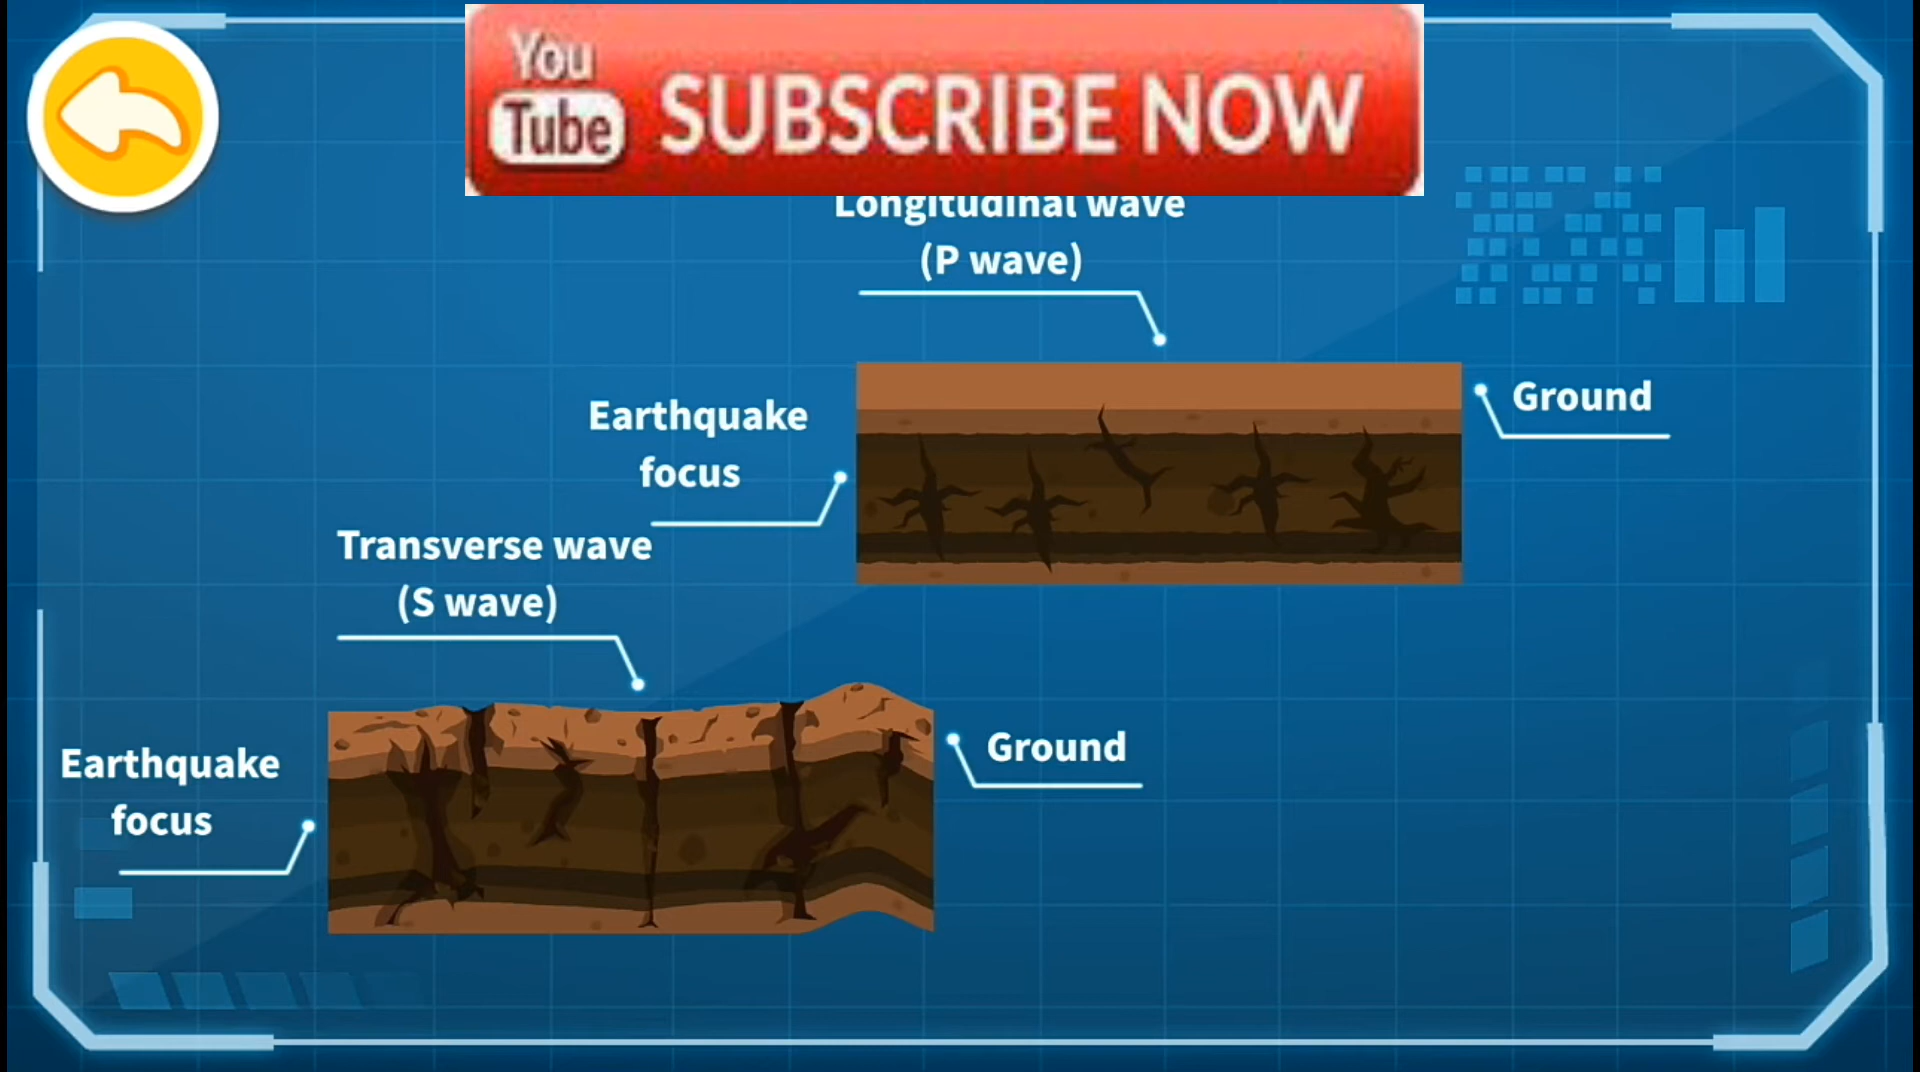 You
Tube
SUBSCRIBE NOW
Longitudinal wave
(P wave)
Earthquake
focus
Ground
Transverse wave
(S wave)
Earthquake
focus
Ground